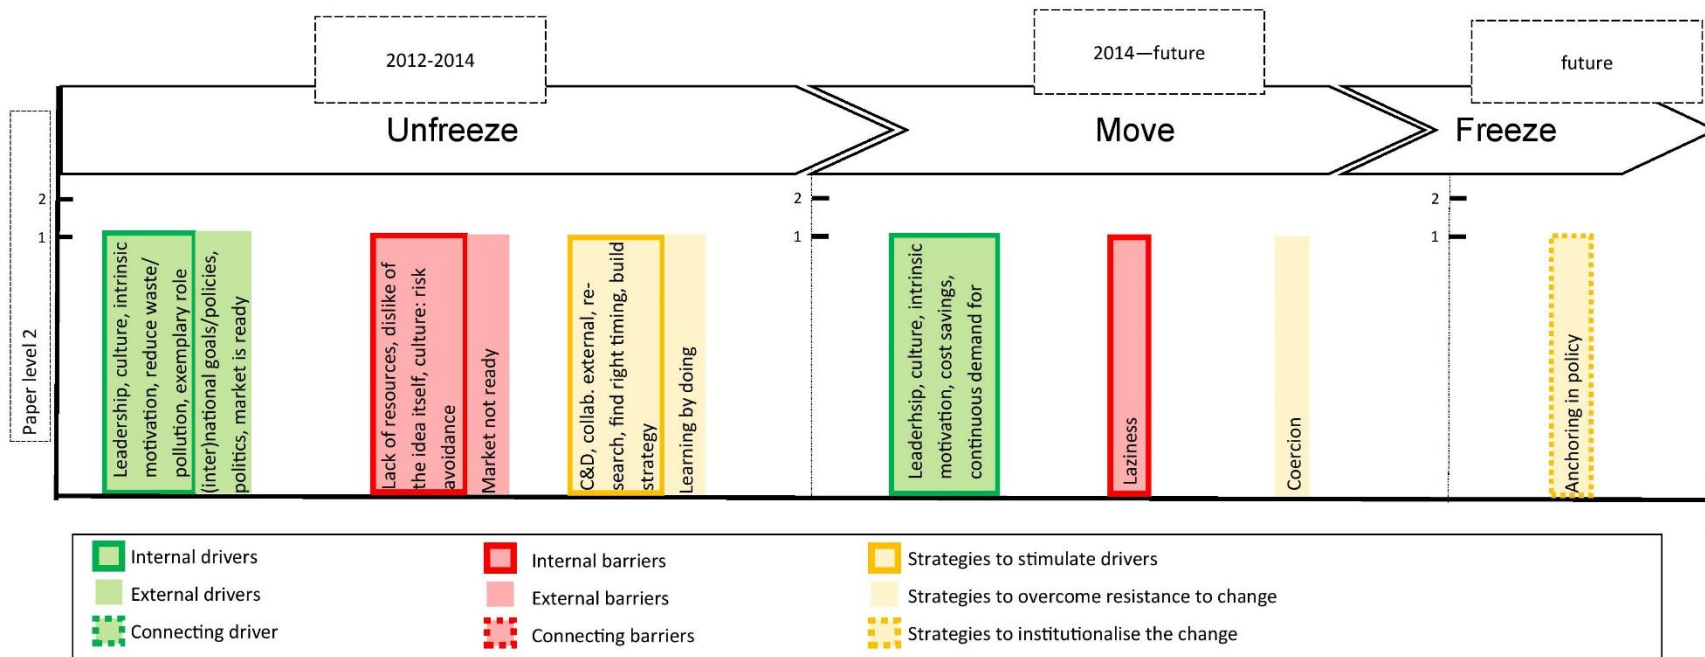 2012-2014
2014—future
future
Unfreeze
Move
Freeze
Paper level 2
2
1
Leadership, culture, intrinsic
motivation, reduce waste/
pollution, exemplary role
(inter)national goals/policies,
politics, market is ready
Lack of resources, dislike of
the idea itself, culture: risk
avoidance
Market not ready
C&D, collab. external, re-
search, find right timing, build
strategy
Learning by doing
2
1
Leaderhsip, culture, intrinsic
motivation, cost savings,
continuous demand for
Laziness
Coercion
2
1
Anchoring in policy
Internal drivers
External drivers
Connecting driver
Internal barriers
External barriers
Connecting barriers
Strategies to stimulate drivers
Strategies to overcome resistance to change
Strategies to institutionalise the change